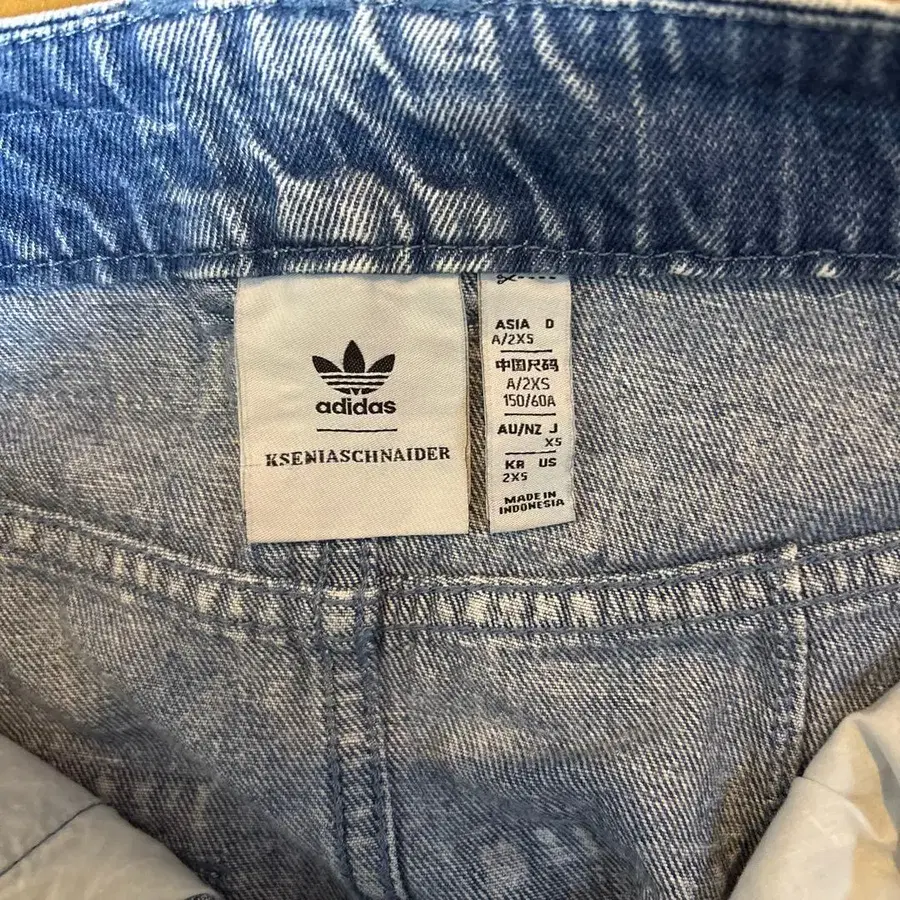 adidas
KSENIASCHNAIDER
ASIA D
A/2XS
中国尺码
A/2XS
150/60A
AU/NZ J
XS
KR US
2XS
MADE IN
INDONESIA